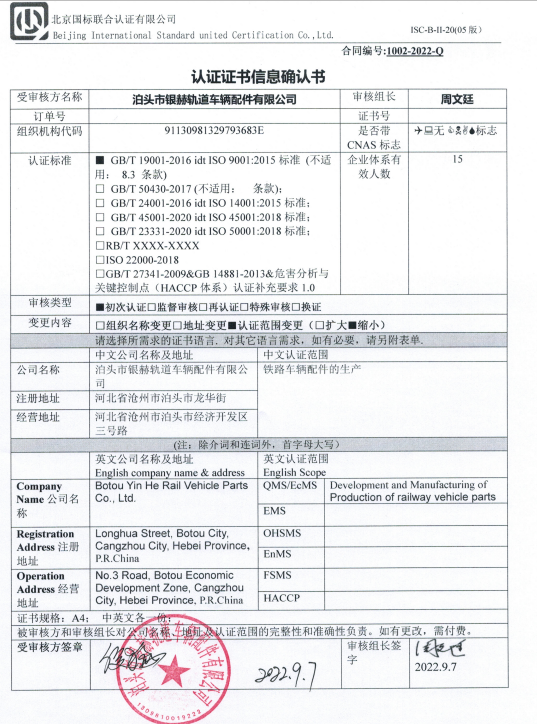 北京国标联合认证有限公司
Beijing International Standard united Certification Co.,Ltd.
ISC-B-II-20(05 版)
合同编号:1002-2022-Q
认证证书信息确认书
受审核方名称 泊头市银赫轨道车辆配件有限公司 审核组长 周文廷
订单号 证书号
组织机构代码 91130981329793683E 是否带 CNAS 标志 ✈💻无 标志
认证标准
■ GB/T 19001-2016 idt ISO 9001:2015 标准 (不适
用: 8.3 条款)
□ GB/T 50430-2017 (不适用: 条款);
□ GB/T 24001-2016 idt ISO 14001:2015 标准;
□ GB/T 45001-2020 idt ISO 45001:2018 标准;
□ GB/T 23331-2020 idt ISO 50001:2018 标准;
□RB/T XXXX-XXXX
□ISO 22000-2018
□GB/T 27341-2009&GB 14881-2013&危害分析与
关键控制点（HACCP 体系）认证补充要求 1.0
企业体系有效人数 15
审核类型 ■初次认证□监督审核□再认证□特殊审核□换证
变更内容 □组织名称变更□地址变更■认证范围变更（□扩大■缩小）
请选择所需求的证书语言. 对其它语言需求，如有必要，请另附表单.
中文公司名称及地址 中文认证范围
公司名称 泊头市银赫轨道车辆配件有限公司 铁路车辆配件的生产
注册地址 河北省沧州市泊头市龙华街
经营地址 河北省沧州市泊头市经济开发区
三号路
(注: 除介词和连词外，首字母大写)
英文公司名称及地址 英文认证范围
English company name & address English Scope
Company Name 公司名称 Botou Yin He Rail Vehicle Parts Co., Ltd.
QMS/EcMS Development and Manufacturing of Production of railway vehicle parts
EMS
Registration Address 注册地址 Longhua Street, Botou City, Cangzhou City, Hebei Province, P.R.China
OHSMS
EnMS
Operation Address 经营地址 No.3 Road, Botou Economic Development Zone, Cangzhou City, Hebei Province, P.R.China
FSMS
HACCP
证书规格: A4; 中英文各一份;
被审核方和审核组长对公司名称、地址及认证范围的完整性和准确性负责。如有更改，需付费。
受审核方签章 2022.9.7 审核组长签字 2022.9.7
泊头市银赫轨道车辆配件有限公司
1309810019222